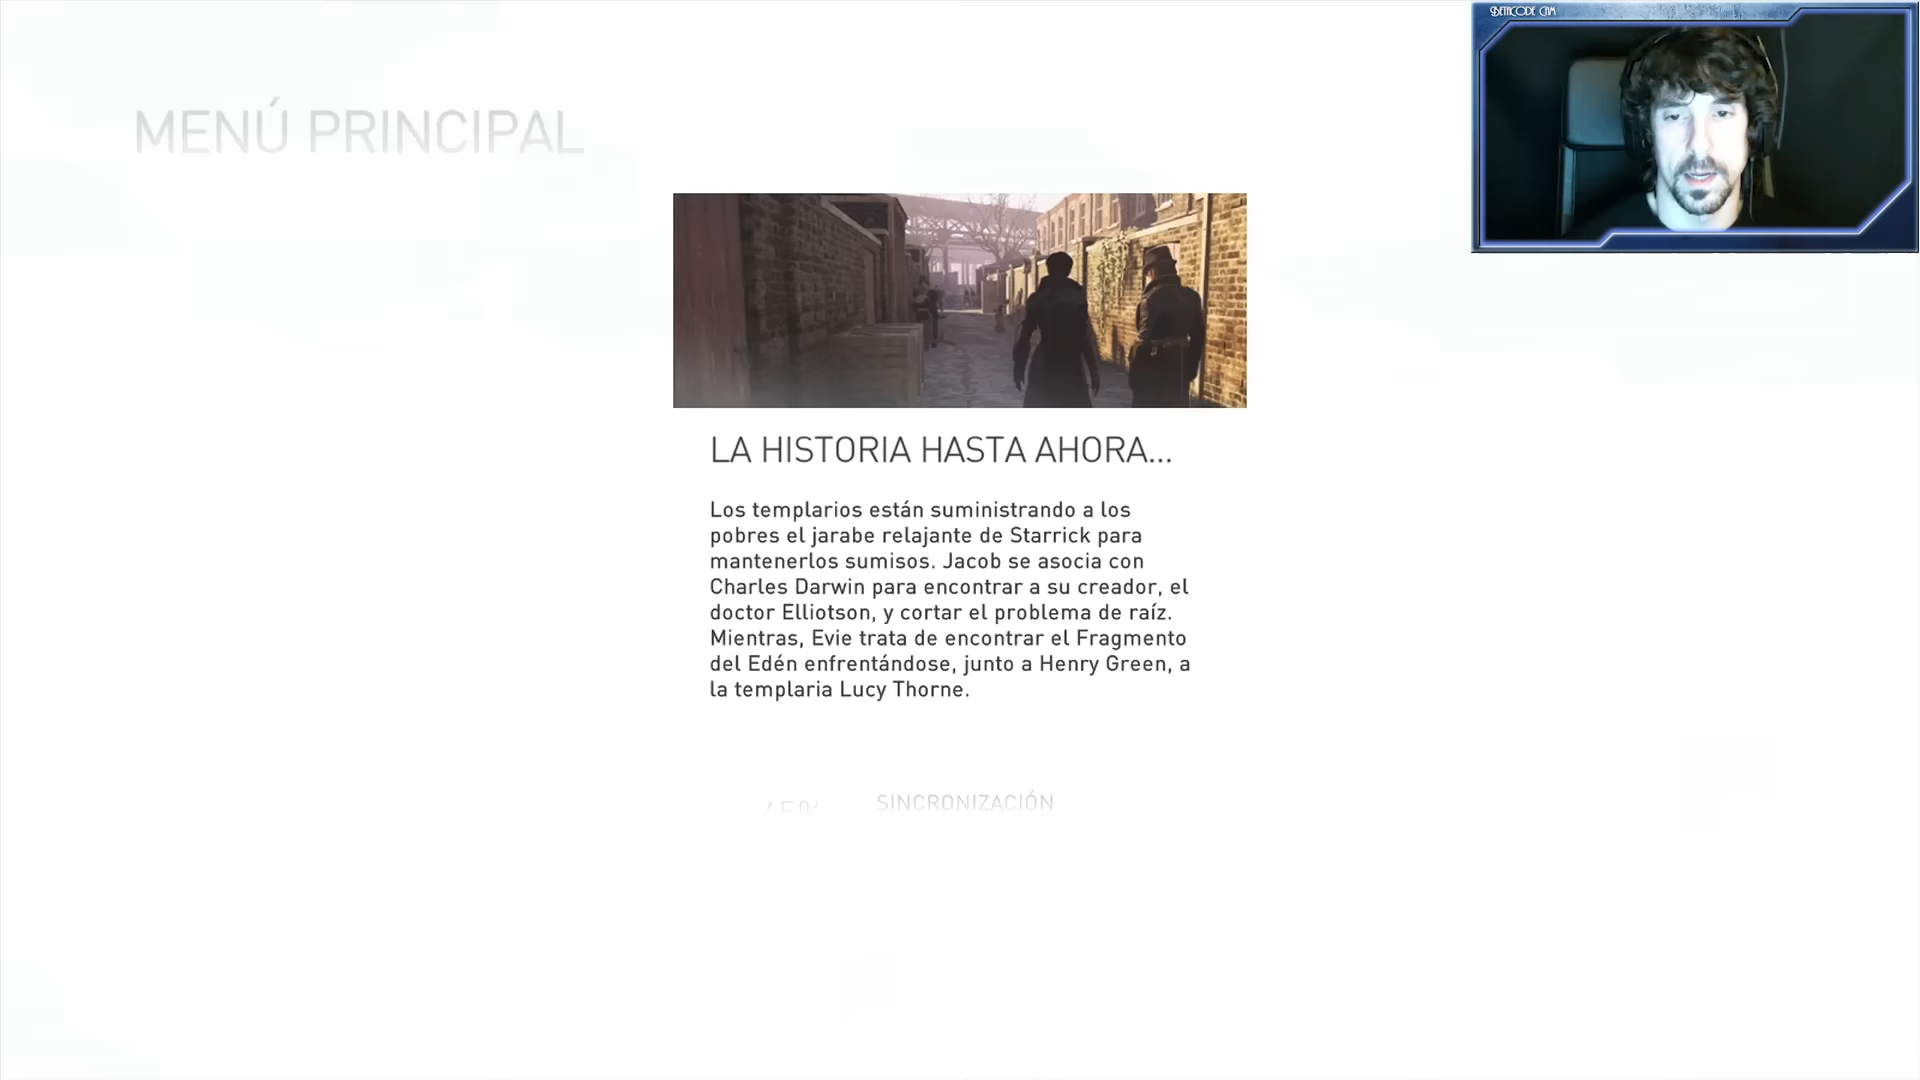 BETACODE CAM
MENÚ PRINCIPAL
LA HISTORIA HASTA AHORA...
Los templarios están suministrando a los
pobres el jarabe relajante de Starrick para
mantenerlos sumisos. Jacob se asocia con
Charles Darwin para encontrar a su creador, el
doctor Elliotson, y cortar el problema de raíz.
Mientras, Evie trata de encontrar el Fragmento
del Edén enfrentándose, junto a Henry Green, a
la templaria Lucy Thorne.
SINCRONIZACIÓN